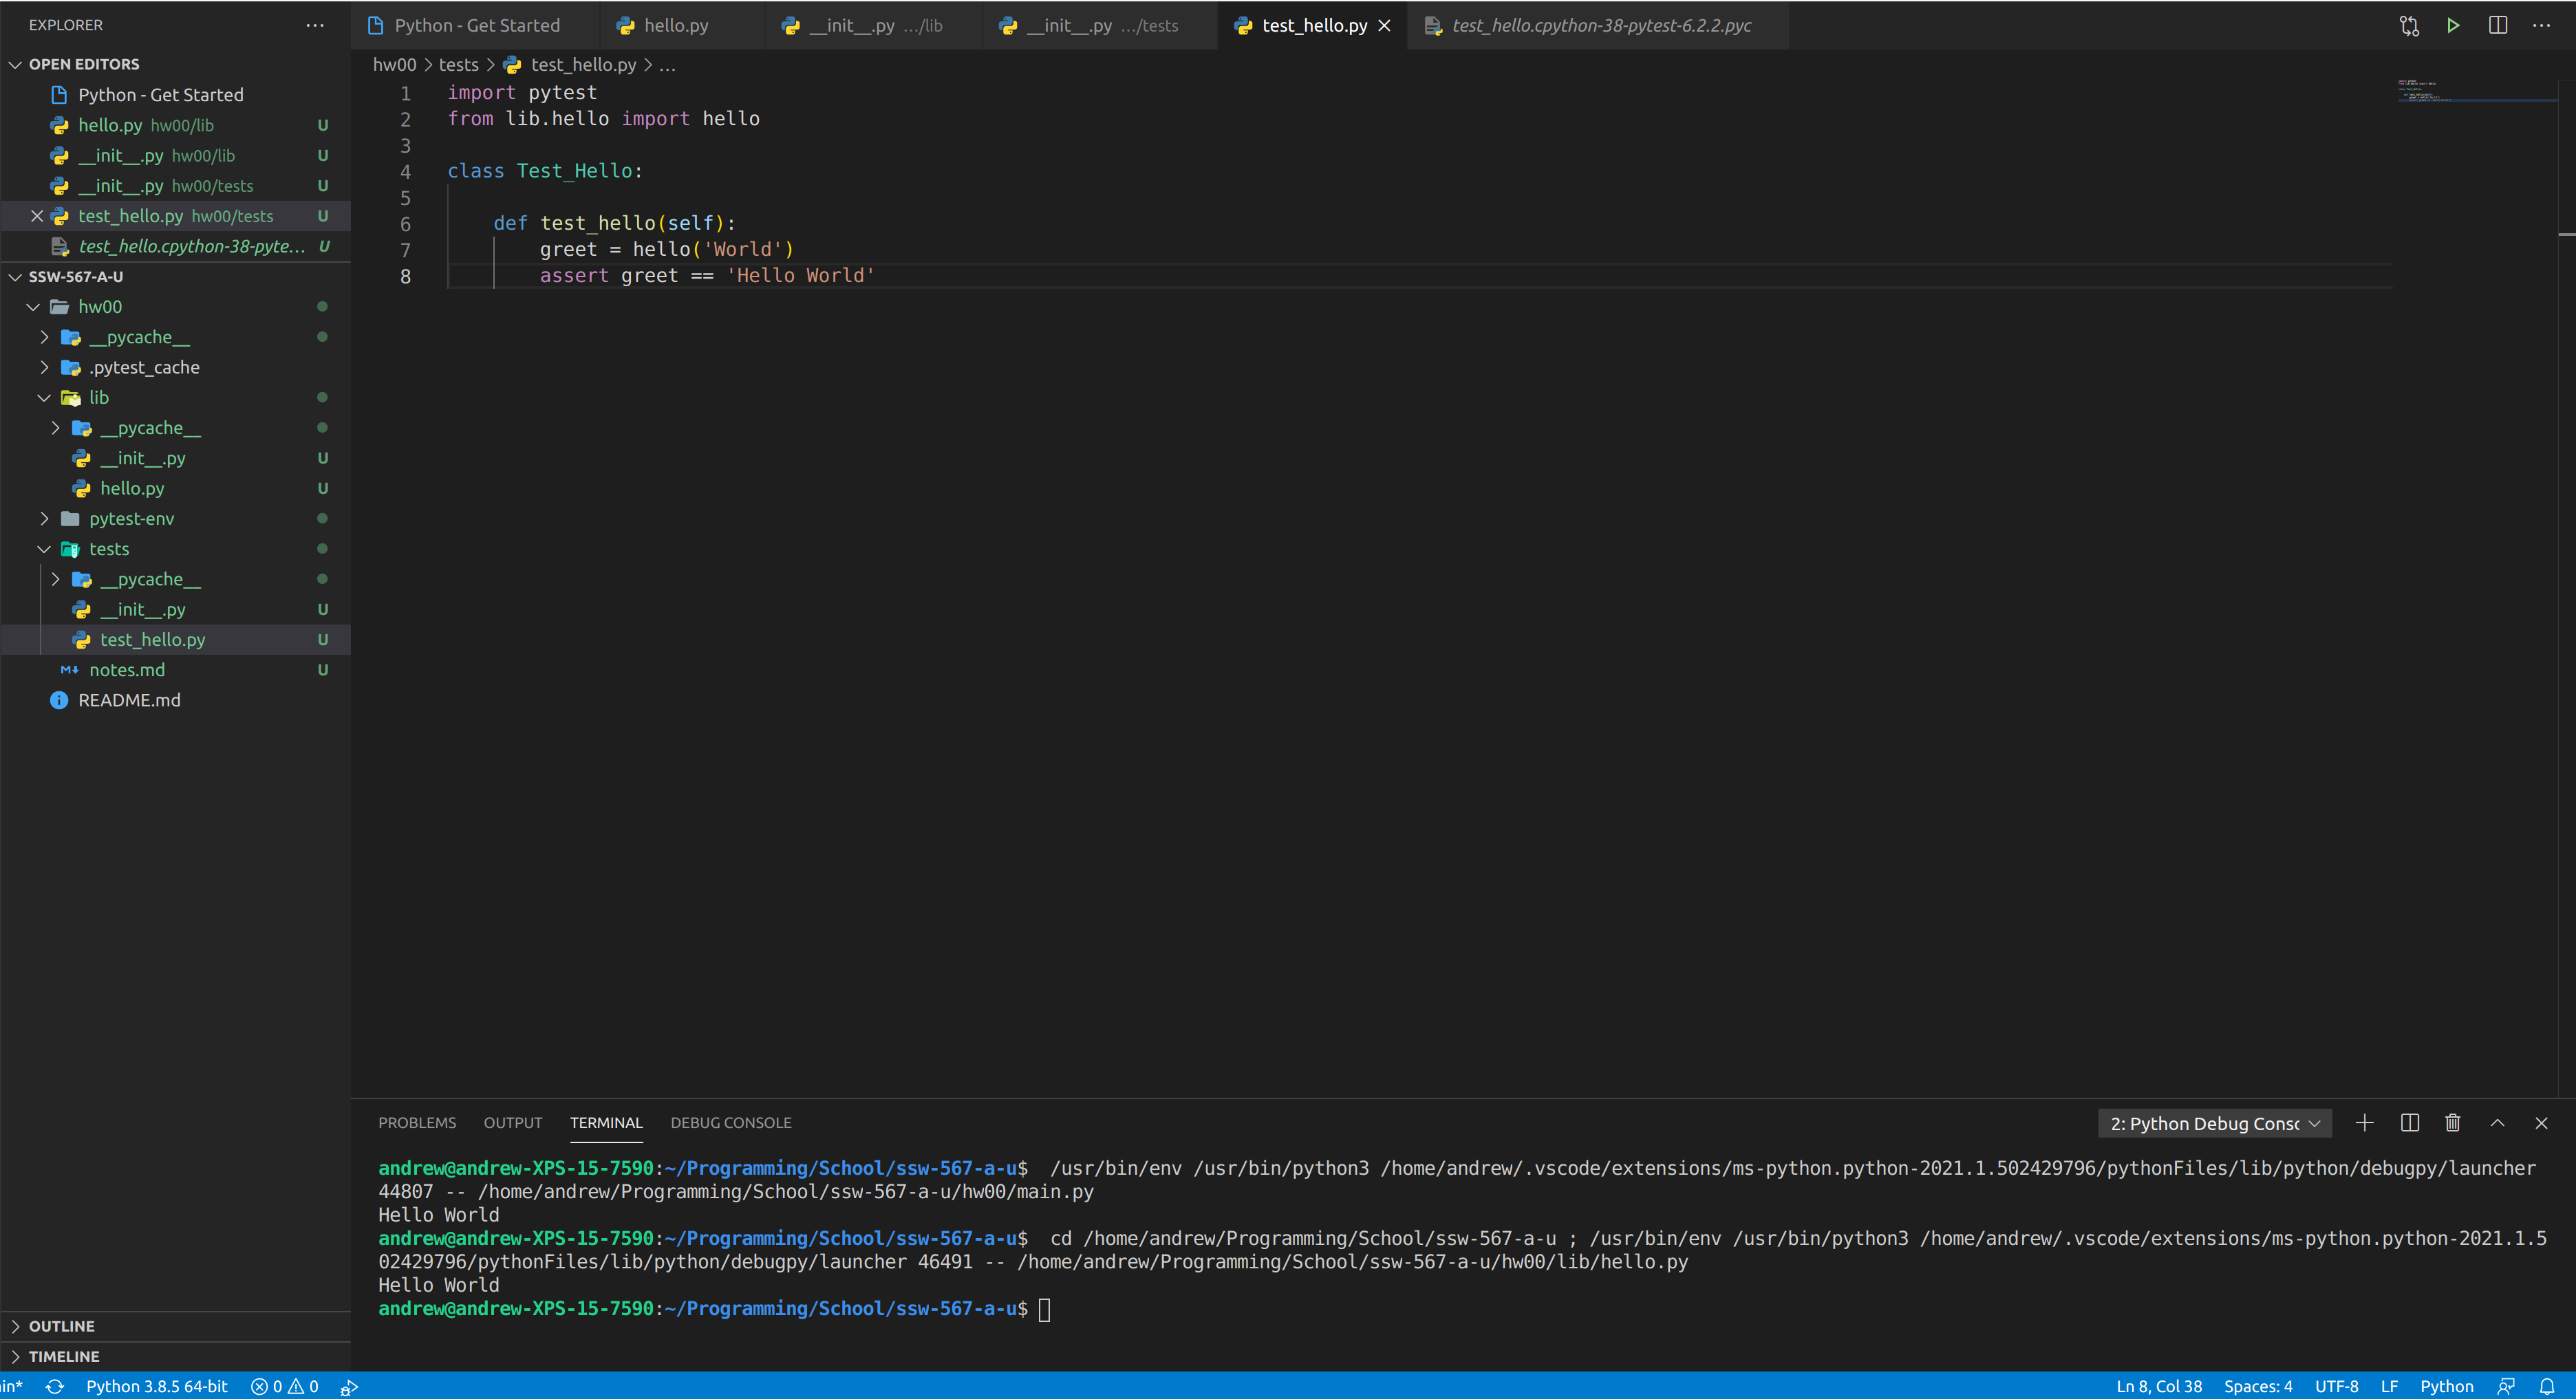 EXPLORER
OPEN EDITORS
Python - Get Started
hello.py hw00/lib U
__init__.py hw00/lib U
__init__.py hw00/tests U
test_hello.py hw00/tests U
test_hello.cpython-38-pyte... U
SSW-567-A-U
hw00
__pycache__
.pytest_cache
lib
__pycache__
__init__.py U
hello.py U
pytest-env
tests
__pycache__
__init__.py U
test_hello.py U
notes.md U
README.md
OUTLINE
TIMELINE
Python - Get Started hello.py __init__.py .../lib __init__.py .../tests test_hello.py test_hello.cpython-38-pytest-6.2.2.pyc
hw00 > tests > test_hello.py > ...
1 import pytest
2 from lib.hello import hello
3
4 class Test_Hello:
5
6 def test_hello(self):
7 greet = hello('World')
8 assert greet == 'Hello World'
PROBLEMS OUTPUT TERMINAL DEBUG CONSOLE 2: Python Debug Consc
andrew@andrew-XPS-15-7590:~/Programming/School/ssw-567-a-u$ /usr/bin/env /usr/bin/python3 /home/andrew/.vscode/extensions/ms-python.python-2021.1.502429796/pythonFiles/lib/python/debugpy/launcher
44807 -- /home/andrew/Programming/School/ssw-567-a-u/hw00/main.py
Hello World
andrew@andrew-XPS-15-7590:~/Programming/School/ssw-567-a-u$ cd /home/andrew/Programming/School/ssw-567-a-u ; /usr/bin/env /usr/bin/python3 /home/andrew/.vscode/extensions/ms-python.python-2021.1.5
02429796/pythonFiles/lib/python/debugpy/launcher 46491 -- /home/andrew/Programming/School/ssw-567-a-u/hw00/lib/hello.py
Hello World
andrew@andrew-XPS-15-7590:~/Programming/School/ssw-567-a-u$
in* Python 3.8.5 64-bit 0 0 Ln 8, Col 38 Spaces: 4 UTF-8 LF Python